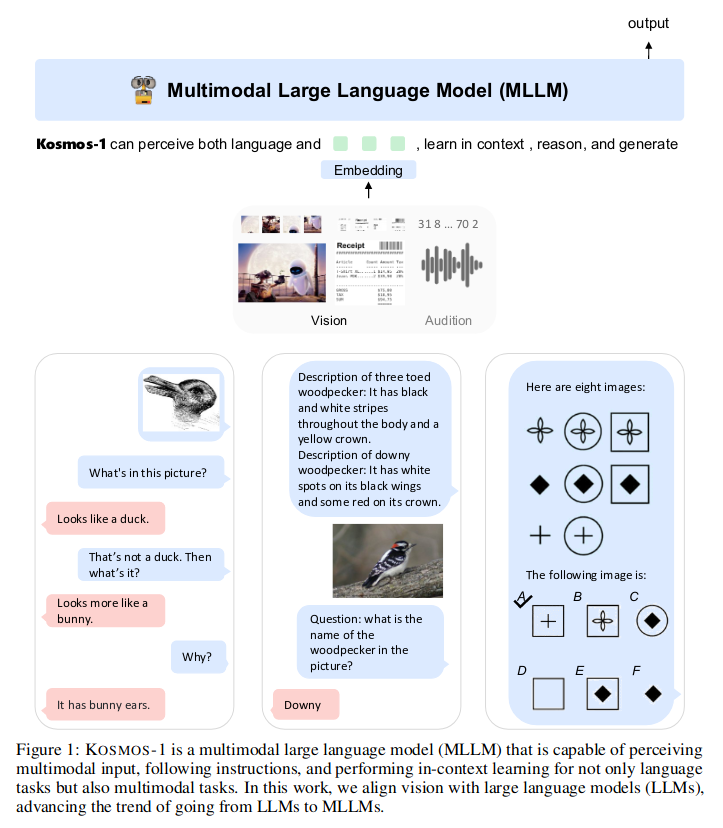 output
Multimodal Large Language Model (MLLM)
Kosmos-1 can perceive both language and , learn in context , reason, and generate
Embedding
31 8 ... 70 2
Receipt
Vision
Audition
What's in this picture?
Looks like a duck.
That's not a duck. Then
what's it?
Looks more like a
bunny.
Why?
It has bunny ears.
Description of three toed
woodpecker: It has black
and white stripes
throughout the body and a
yellow crown.
Description of downy
woodpecker: It has white
spots on its black wings
and some red on its crown.
Question: what is the
name of the
woodpecker in the
picture?
Downy
Here are eight images:
The following image is:
A
B
C
D
E
F
Figure 1: KOSMOS-1 is a multimodal large language model (MLLM) that is capable of perceiving
multimodal input, following instructions, and performing in-context learning for not only language
tasks but also multimodal tasks. In this work, we align vision with large language models (LLMs),
advancing the trend of going from LLMs to MLLMs.